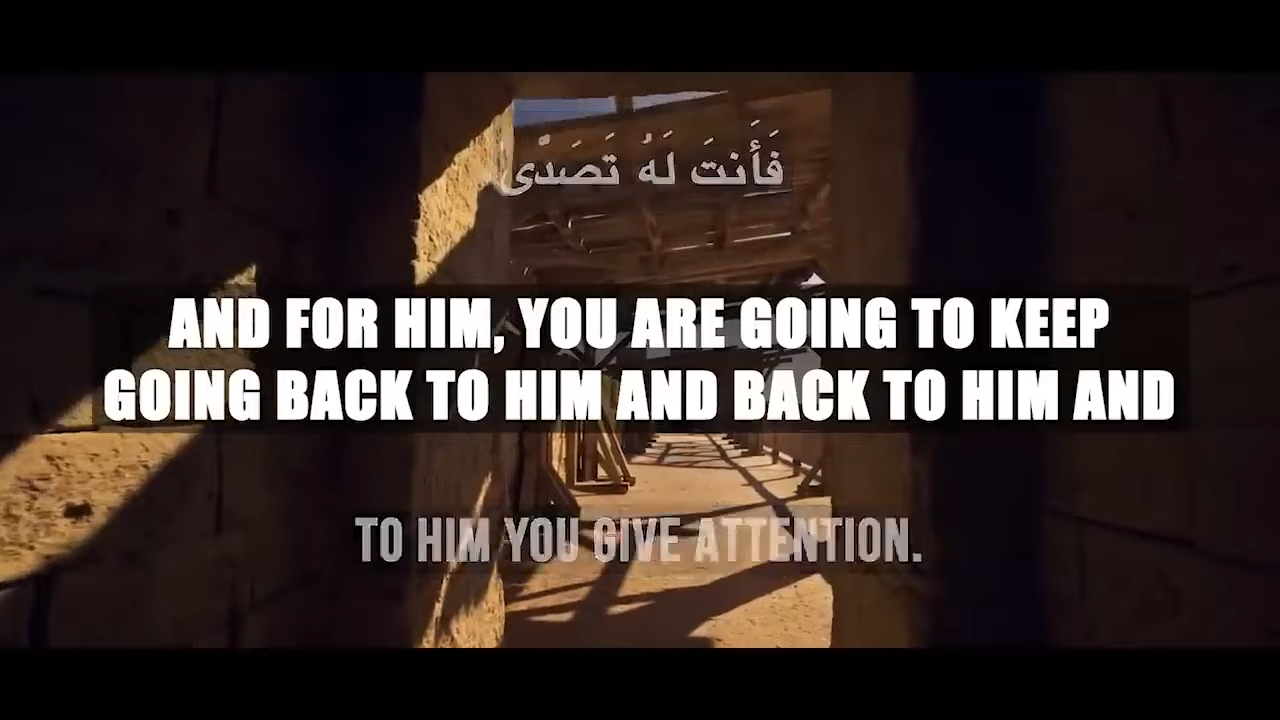 فَأَنتَ لَهُ تَصَدَّى
AND FOR HIM, YOU ARE GOING TO KEEP
GOING BACK TO HIM AND BACK TO HIM AND
TO HIM YOU GIVE ATTENTION.